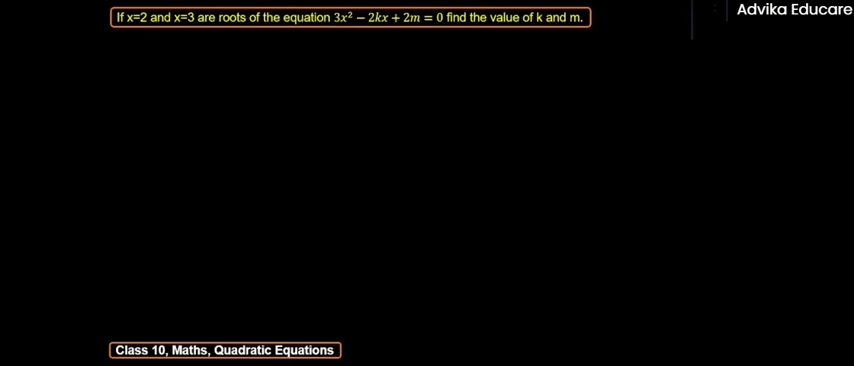 If x=2 and x=3 are roots of the equation 3x² − 2kx + 2m = 0 find the value of k and m.
Advika Educare
Class 10, Maths, Quadratic Equations